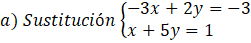 a) Sustitución {−3x + 2y = −3
x + 5y = 1